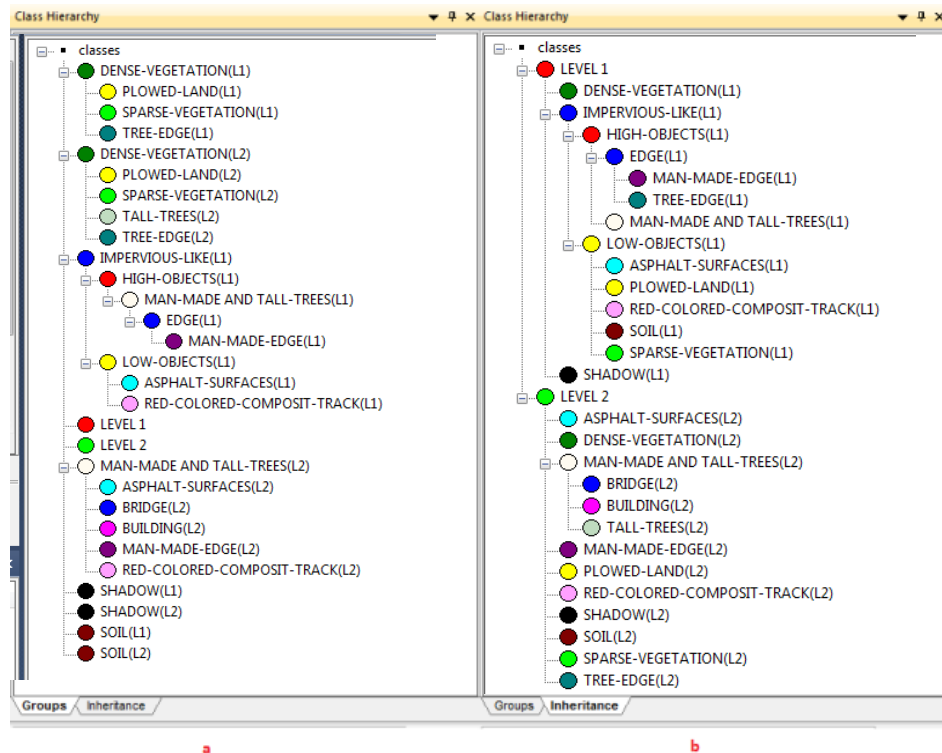 Class Hierarchy
classes
DENSE-VEGETATION(L1)
PLOWED-LAND(L1)
SPARSE-VEGETATION(L1)
TREE-EDGE(L1)
DENSE-VEGETATION(L2)
PLOWED-LAND(L2)
SPARSE-VEGETATION(L2)
TALL-TREES(L2)
TREE-EDGE(L2)
IMPERVIOUS-LIKE(L1)
HIGH-OBJECTS(L1)
MAN-MADE AND TALL-TREES(L1)
EDGE(L1)
MAN-MADE-EDGE(L1)
LOW-OBJECTS(L1)
ASPHALT-SURFACES(L1)
RED-COLORED-COMPOSIT-TRACK(L1)
LEVEL 1
LEVEL 2
MAN-MADE AND TALL-TREES(L2)
ASPHALT-SURFACES(L2)
BRIDGE(L2)
BUILDING(L2)
MAN-MADE-EDGE(L2)
RED-COLORED-COMPOSIT-TRACK(L2)
SHADOW(L1)
SHADOW(L2)
SOIL(L1)
SOIL(L2)
Groups Inheritance
a
Class Hierarchy
classes
LEVEL 1
DENSE-VEGETATION(L1)
IMPERVIOUS-LIKE(L1)
HIGH-OBJECTS(L1)
EDGE(L1)
MAN-MADE-EDGE(L1)
TREE-EDGE(L1)
MAN-MADE AND TALL-TREES(L1)
LOW-OBJECTS(L1)
ASPHALT-SURFACES(L1)
PLOWED-LAND(L1)
RED-COLORED-COMPOSIT-TRACK(L1)
SOIL(L1)
SPARSE-VEGETATION(L1)
SHADOW(L1)
LEVEL 2
ASPHALT-SURFACES(L2)
DENSE-VEGETATION(L2)
MAN-MADE AND TALL-TREES(L2)
BRIDGE(L2)
BUILDING(L2)
TALL-TREES(L2)
MAN-MADE-EDGE(L2)
PLOWED-LAND(L2)
RED-COLORED-COMPOSIT-TRACK(L2)
SHADOW(L2)
SOIL(L2)
SPARSE-VEGETATION(L2)
TREE-EDGE(L2)
Groups Inheritance
b